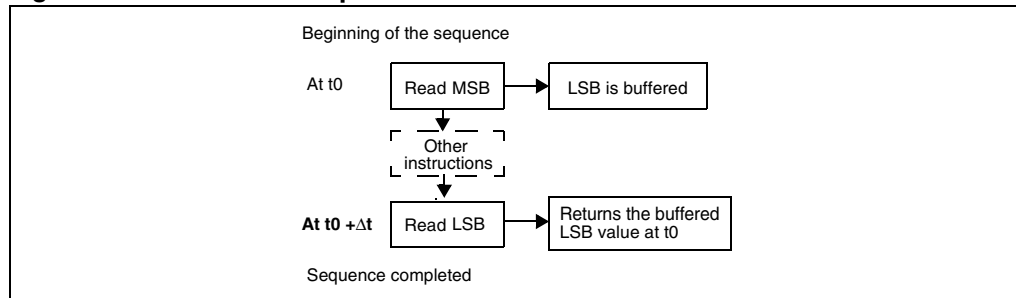 Beginning of the sequence
At t0
Read MSB
LSB is buffered
Other
instructions
At t0 +Δt
Read LSB
Returns the buffered
LSB value at t0
Sequence completed